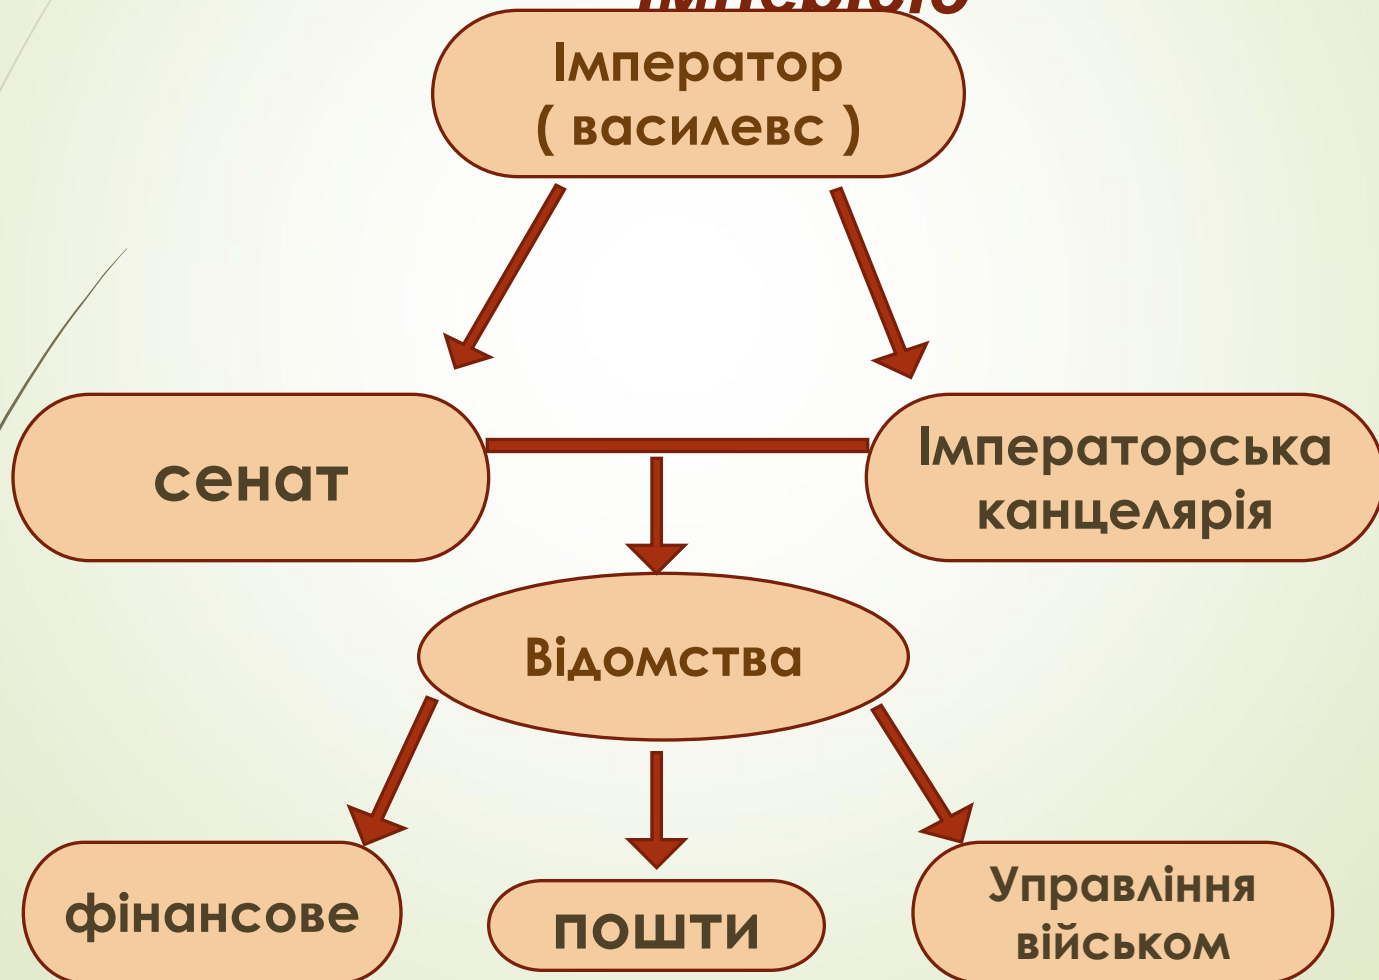 Імператор
( василевс )
сенат
Імператорська
канцелярія
Відомства
фінансове
пошти
Управління
військом